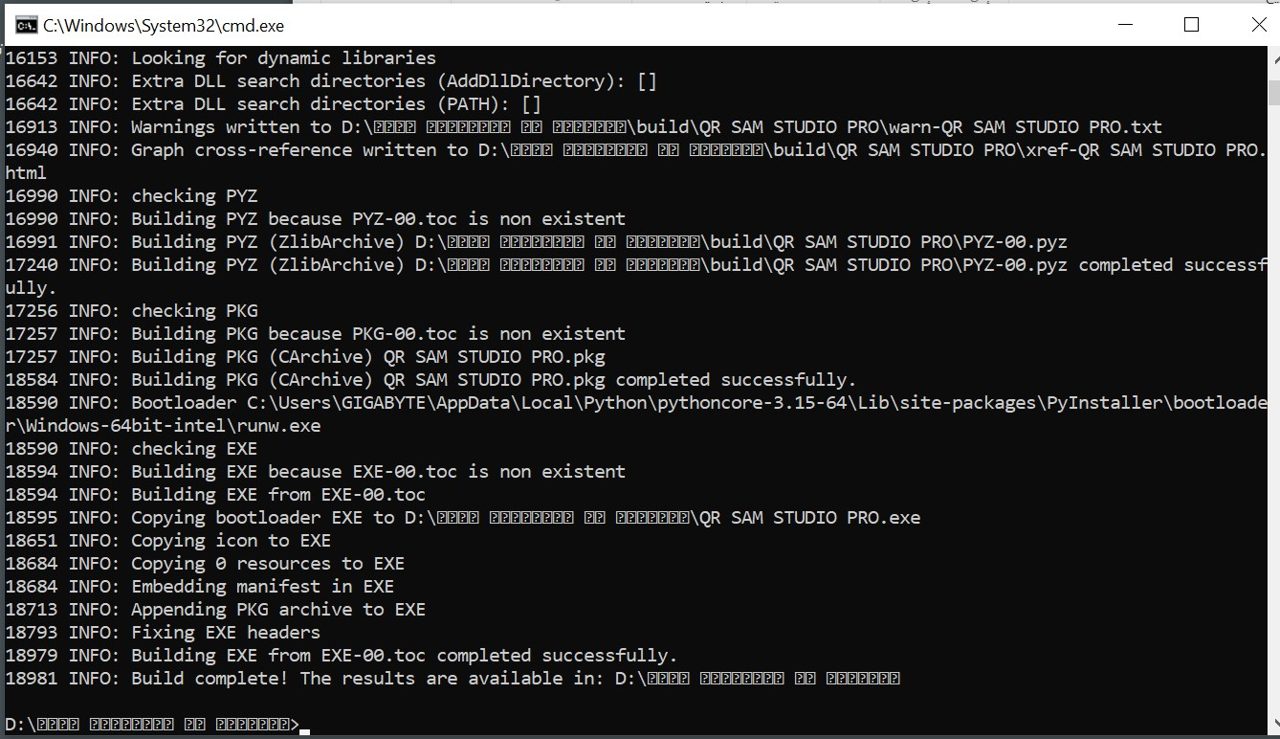 C:\Windows\System32\cmd.exe
16153 INFO: Looking for dynamic libraries
16642 INFO: Extra DLL search directories (AddDllDirectory): []
16642 INFO: Extra DLL search directories (PATH): []
16913 INFO: Warnings written to D:\⍰⍰⍰⍰ ⍰⍰⍰⍰⍰⍰⍰⍰ ⍰⍰ ⍰⍰⍰⍰⍰⍰⍰\build\QR SAM STUDIO PRO\warn-QR SAM STUDIO PRO.txt
16940 INFO: Graph cross-reference written to D:\⍰⍰⍰⍰ ⍰⍰⍰⍰⍰⍰⍰⍰ ⍰⍰ ⍰⍰⍰⍰⍰⍰⍰\build\QR SAM STUDIO PRO\xref-QR SAM STUDIO PRO.
html
16990 INFO: checking PYZ
16990 INFO: Building PYZ because PYZ-00.toc is non existent
16991 INFO: Building PYZ (ZlibArchive) D:\⍰⍰⍰⍰ ⍰⍰⍰⍰⍰⍰⍰⍰ ⍰⍰ ⍰⍰⍰⍰⍰⍰⍰\build\QR SAM STUDIO PRO\PYZ-00.pyz
17240 INFO: Building PYZ (ZlibArchive) D:\⍰⍰⍰⍰ ⍰⍰⍰⍰⍰⍰⍰⍰ ⍰⍰ ⍰⍰⍰⍰⍰⍰⍰\build\QR SAM STUDIO PRO\PYZ-00.pyz completed successf
ully.
17256 INFO: checking PKG
17257 INFO: Building PKG because PKG-00.toc is non existent
17257 INFO: Building PKG (CArchive) QR SAM STUDIO PRO.pkg
18584 INFO: Building PKG (CArchive) QR SAM STUDIO PRO.pkg completed successfully.
18590 INFO: Bootloader C:\Users\GIGABYTE\AppData\Local\Python\pythoncore-3.15-64\Lib\site-packages\PyInstaller\bootloade
r\Windows-64bit-intel\runw.exe
18590 INFO: checking EXE
18594 INFO: Building EXE because EXE-00.toc is non existent
18594 INFO: Building EXE from EXE-00.toc
18595 INFO: Copying bootloader EXE to D:\⍰⍰⍰⍰ ⍰⍰⍰⍰⍰⍰⍰⍰ ⍰⍰ ⍰⍰⍰⍰⍰⍰⍰\QR SAM STUDIO PRO.exe
18651 INFO: Copying icon to EXE
18684 INFO: Copying 0 resources to EXE
18684 INFO: Embedding manifest in EXE
18713 INFO: Appending PKG archive to EXE
18793 INFO: Fixing EXE headers
18979 INFO: Building EXE from EXE-00.toc completed successfully.
18981 INFO: Build complete! The results are available in: D:\⍰⍰⍰⍰ ⍰⍰⍰⍰⍰⍰⍰⍰ ⍰⍰ ⍰⍰⍰⍰⍰⍰⍰
D:\⍰⍰⍰⍰ ⍰⍰⍰⍰⍰⍰⍰⍰ ⍰⍰ ⍰⍰⍰⍰⍰⍰⍰>